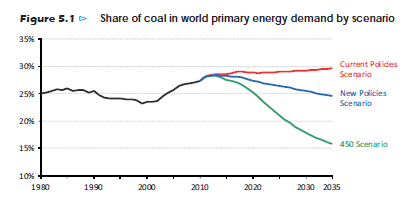 Figure 5.1 ▷ Share of coal in world primary energy demand by scenario
35%
30%
25%
20%
15%
10%
Current Policies
Scenario
New Policies
Scenario
450 Scenario
1980 1990 2000 2010 2020 2030 2035